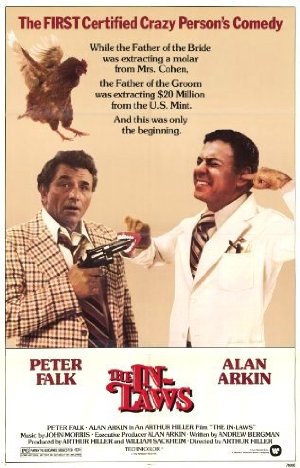 The FIRST Certified Crazy Person's Comedy
While the Father of the Bride
was extracting a molar
from Mrs. Cohen,
the Father of the Groom
was extracting $20 Million
from the U.S. Mint.
And this was only
the beginning.
PETER
FALK
THE IN-
LAWS
ALAN
ARKIN
PETER FALK · ALAN ARKIN in An ARTHUR HILLER Film "THE IN-LAWS"
Music by JOHN MORRIS · Executive Producer ALAN ARKIN · Written by ANDREW BERGMAN
Produced by ARTHUR HILLER and WILLIAM SACKHEIM · Directed by ARTHUR HILLER
TECHNICOLOR
PG